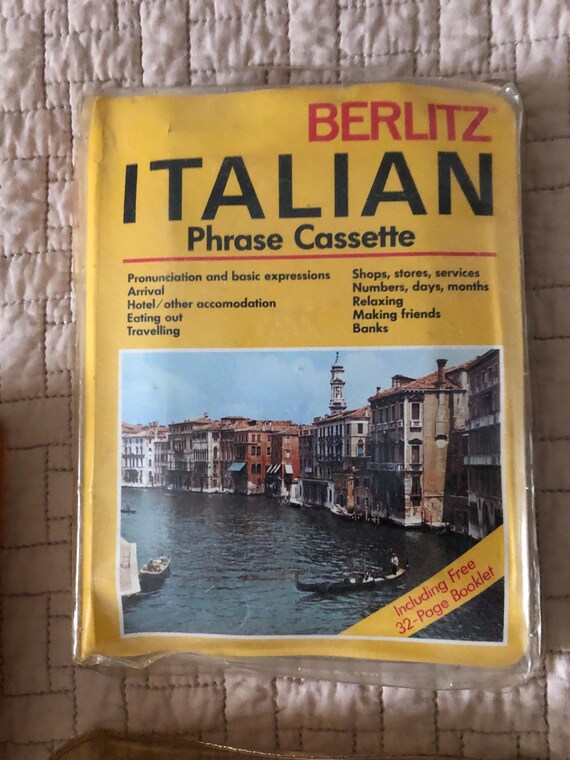 BERLITZ®
ITALIAN
Phrase Cassette
Pronunciation and basic expressions
Arrival
Hotel/other accomodation
Eating out
Travelling
Shops, stores, services
Numbers, days, months
Relaxing
Making friends
Banks
Including Free
32-Page Booklet